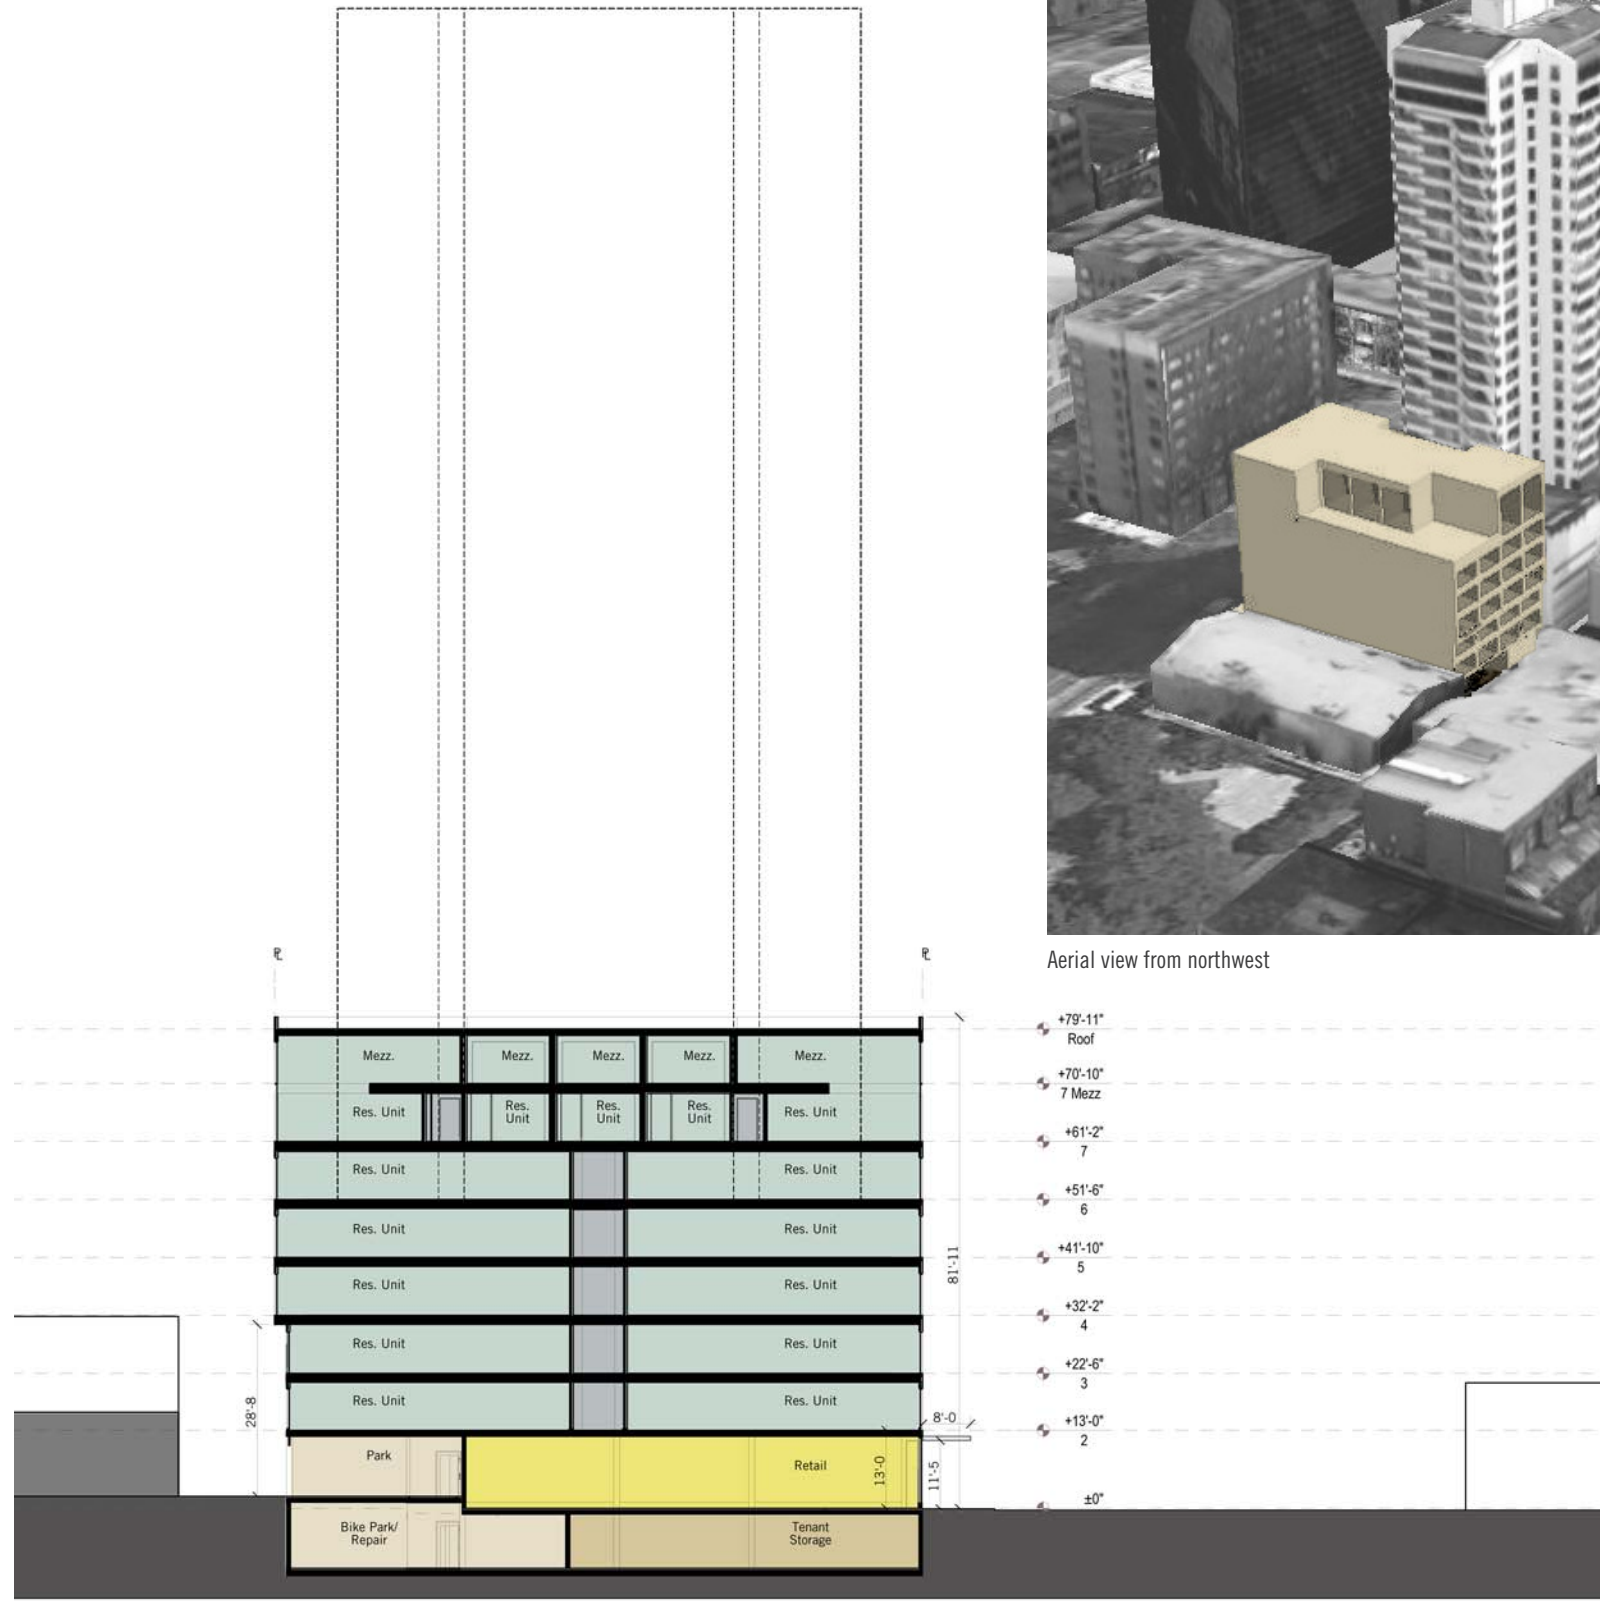 Aerial view from northwest
℄ ℄
+79'-11"
Roof
Mezz. Mezz. Mezz. Mezz. Mezz.
+70'-10"
7 Mezz
Res. Unit Res. Unit Res. Unit Res. Unit Res. Unit
+61'-2"
7
Res. Unit Res. Unit
+51'-6"
6
Res. Unit Res. Unit
+41'-10"
5
81'-11
Res. Unit Res. Unit
+32'-2"
4
Res. Unit Res. Unit
+22'-6"
3
28'-8
Res. Unit Res. Unit
8'-0
+13'-0"
2
Park
Retail
13'-0
11'-5
±0"
Bike Park/
Repair
Tenant
Storage